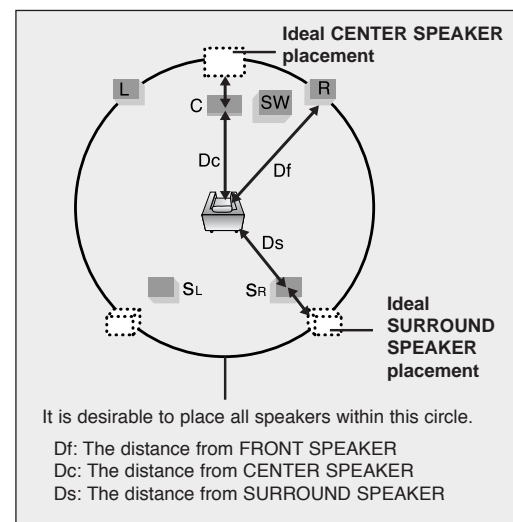 Ideal CENTER SPEAKER
placement
L
R
C
SW
Dc
Df
Ds
SL
SR
Ideal
SURROUND
SPEAKER
placement
It is desirable to place all speakers within this circle.
Df: The distance from FRONT SPEAKER
Dc: The distance from CENTER SPEAKER
Ds: The distance from SURROUND SPEAKER